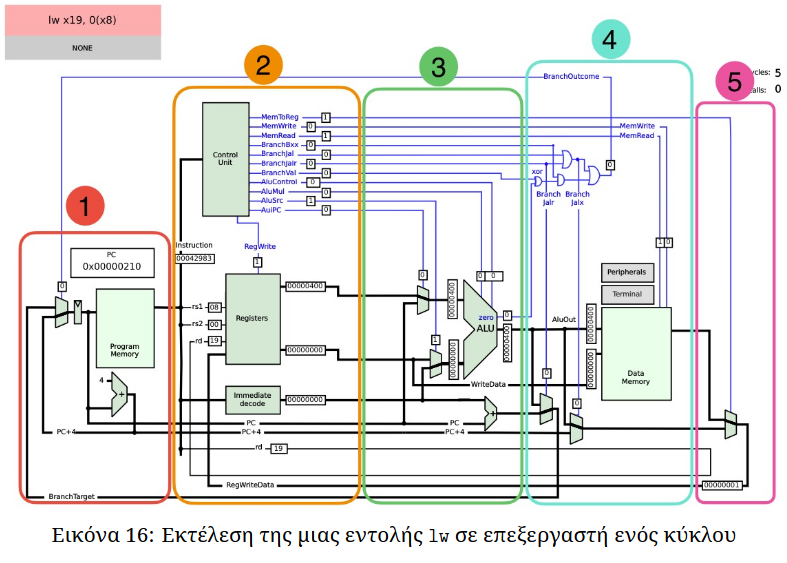 lw x19, 0(x8)
NONE
1
2
3
4
5
cycles: 5
alls: 0
BranchOutcome
PC
0x00000210
0
Program
Memory
4
+
PC+4
BranchTarget
Control
Unit
MemToReg 1
MemWrite 0
MemRead 1
BranchBxx 0
BranchJal 0
BranchJalr 0
BranchVal 0
AluControl 0
AluMul 0
AluSrc 1
AuiPC 0
Instruction
00042983
RegWrite
1
rs1 08
rs2 00
rd 19
Registers
00000400
00000000
Immediate
decode
00000000
PC
PC+4
rd 19
RegWriteData
0
1
00000400
00000000
0 0
zero 0
ALU
00000400
WriteData
+
PC
PC+4
MemWrite
MemRead
xor
Branch
Jalr
Branch
Jalx
0
1 0
Peripherals
Terminal
AluOut
00000400
00000000
Data
Memory
0
0
0
00000001
Εικόνα 16: Εκτέλεση της μιας εντολής lw σε επεξεργαστή ενός κύκλου